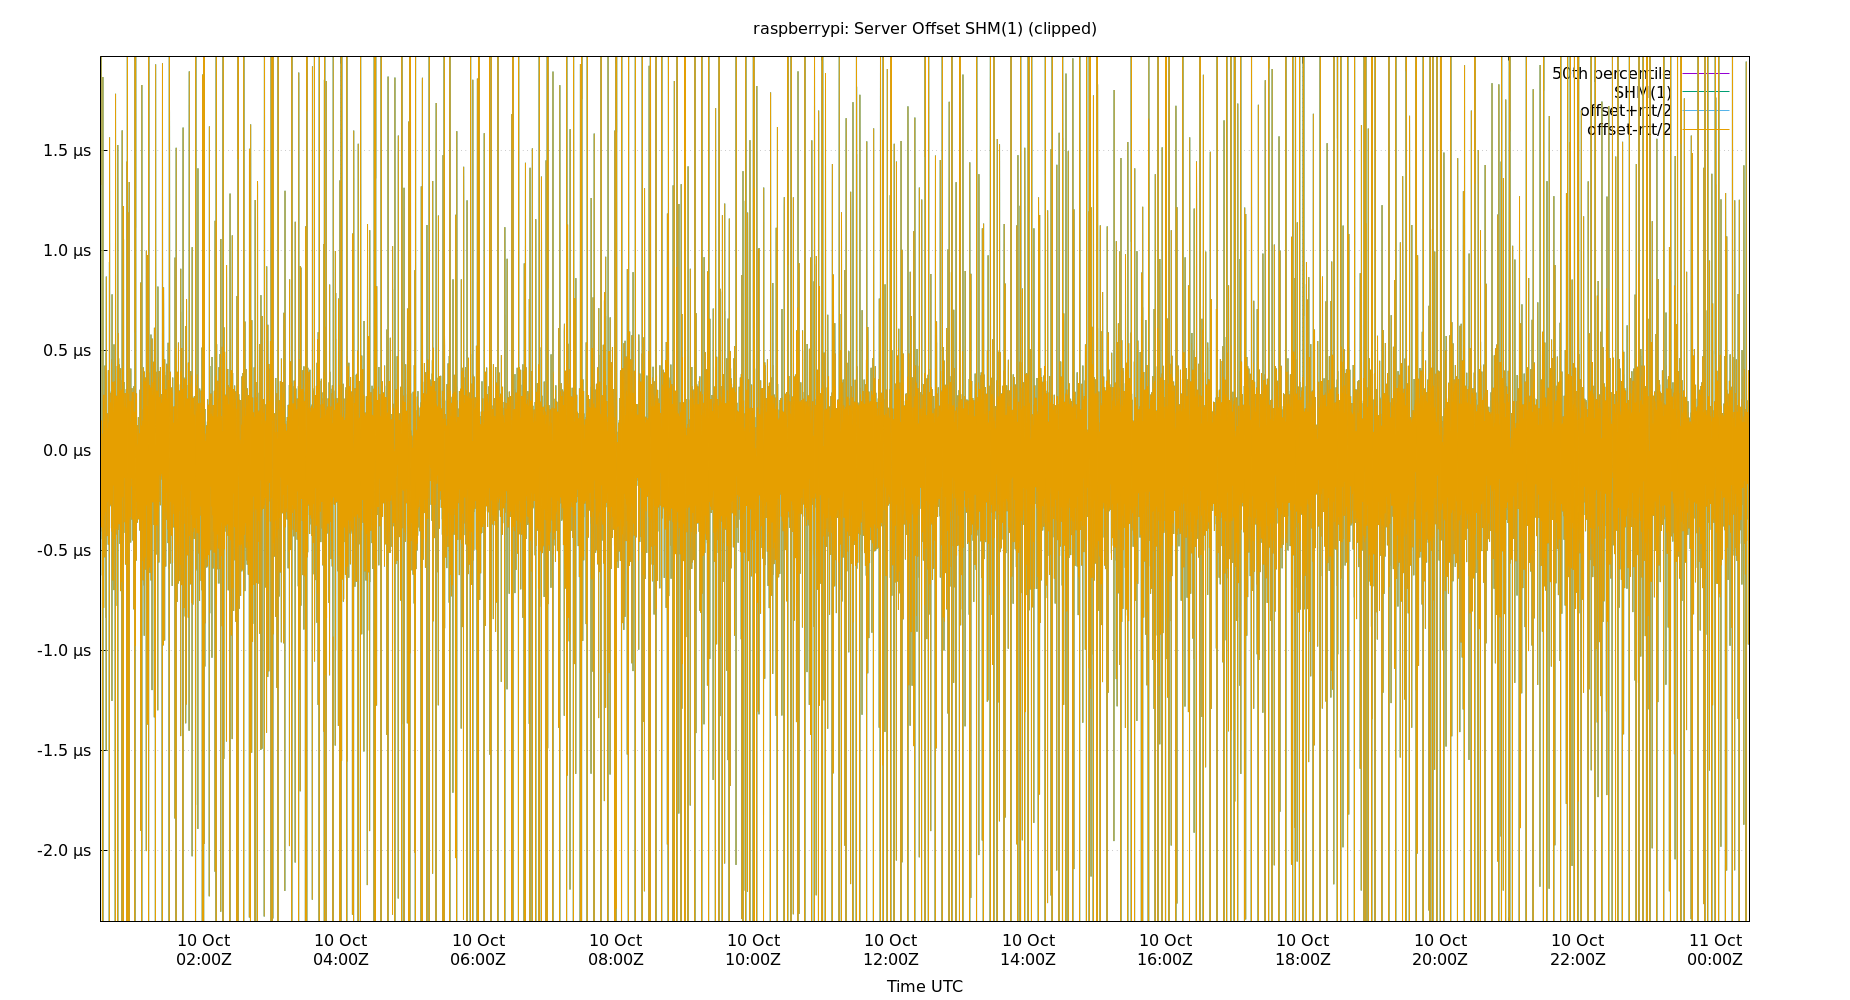 raspberrypi: Server Offset SHM(1) (clipped)
50th percentile
SHM(1)
offset+rtt/2
offset-rtt/2
1.5 µs
1.0 µs
0.5 µs
0.0 µs
-0.5 µs
-1.0 µs
-1.5 µs
-2.0 µs
10 Oct 10 Oct 10 Oct 10 Oct 10 Oct 10 Oct 10 Oct 10 Oct 10 Oct 10 Oct 10 Oct 11 Oct
02:00Z 04:00Z 06:00Z 08:00Z 10:00Z 12:00Z 14:00Z 16:00Z 18:00Z 20:00Z 22:00Z 00:00Z
Time UTC